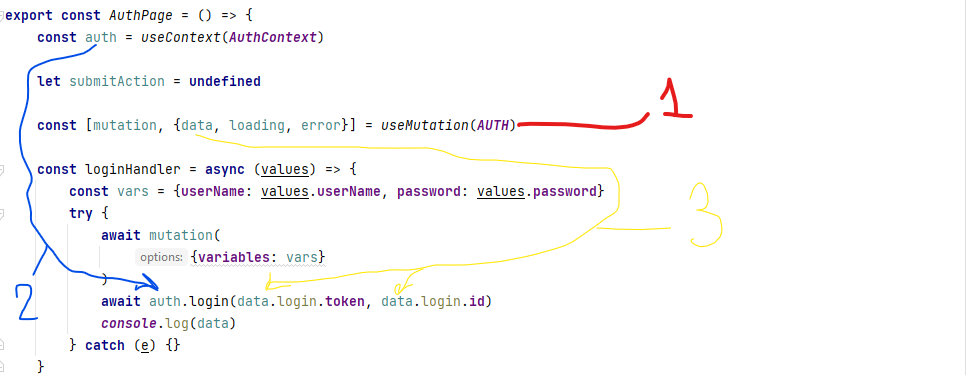 export const AuthPage = () => {
const auth = useContext(AuthContext)
let submitAction = undefined
const [mutation, {data, loading, error}] = useMutation(AUTH)
1
const loginHandler = async (values) => {
const vars = {userName: values.userName, password: values.password}
try {
3
await mutation(
options: {variables: vars}
)
2
await auth.login(data.login.token, data.login.id)
console.log(data)
} catch (e) {}
}